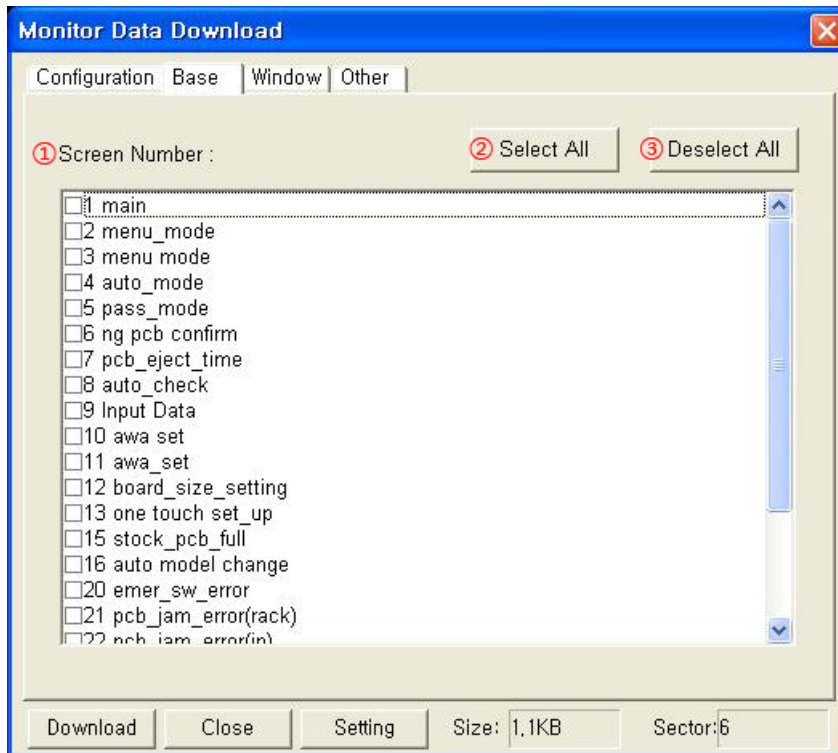 Monitor Data Download
Configuration Base Window Other
①Screen Number : ② Select All ③ Deselect All
1 main
2 menu_mode
3 menu mode
4 auto_mode
5 pass_mode
6 ng pcb confirm
7 pcb_eject_time
8 auto_check
9 Input Data
10 awa set
11 awa_set
12 board_size_setting
13 one touch set_up
15 stock_pcb_full
16 auto model change
20 emer_sw_error
21 pcb_jam_error(rack)
22 pcb_jam_error(in)
Download Close Setting Size: 1,1KB Sector:6